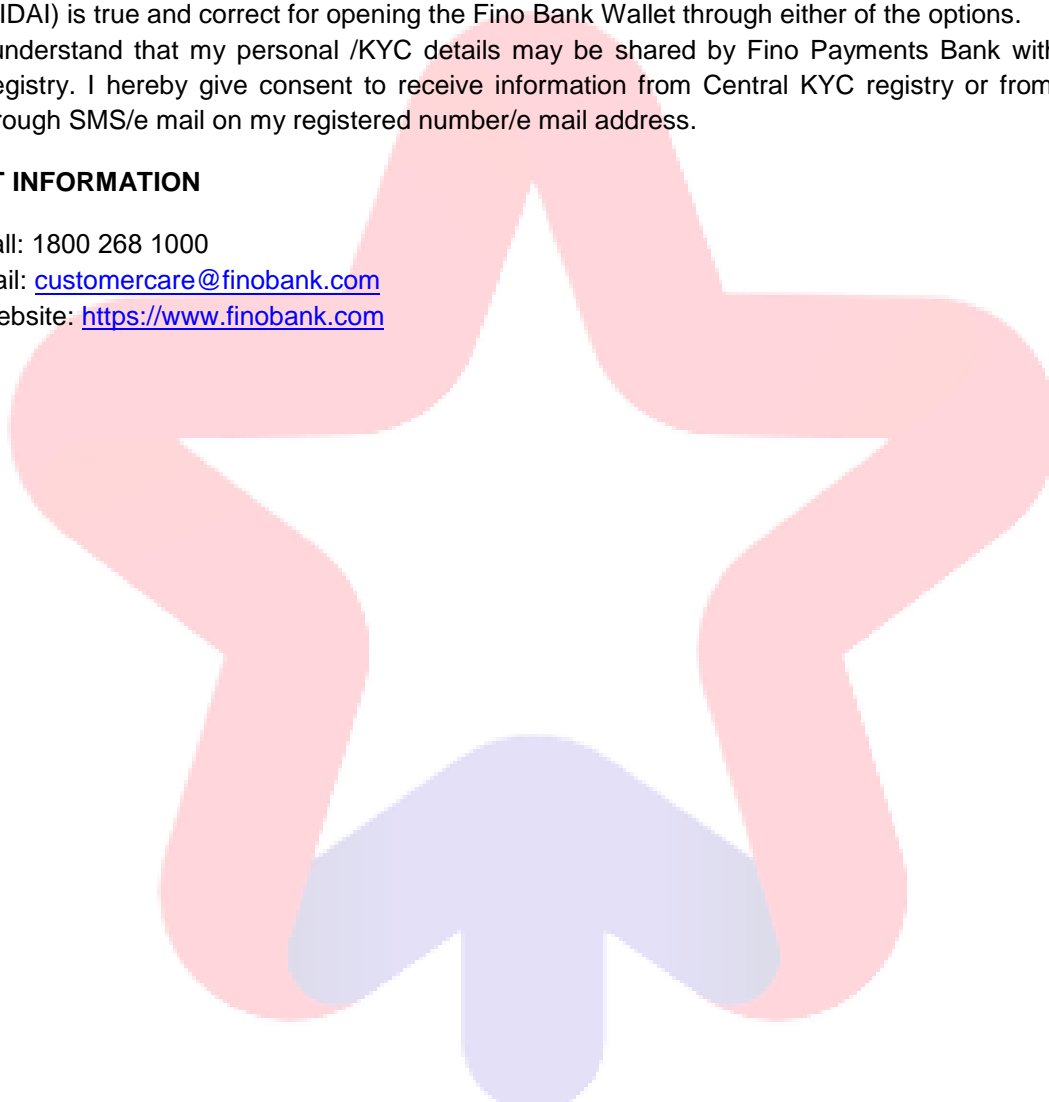 IDAI) is true and correct for opening the Fino Bank Wallet through either of the options.
understand that my personal /KYC details may be shared by Fino Payments Bank with
egistry. I hereby give consent to receive information from Central KYC registry or from
rough SMS/e mail on my registered number/e mail address.
T INFORMATION
all: 1800 268 1000
ail: customercare@finobank.com
ebsite: https://www.finobank.com